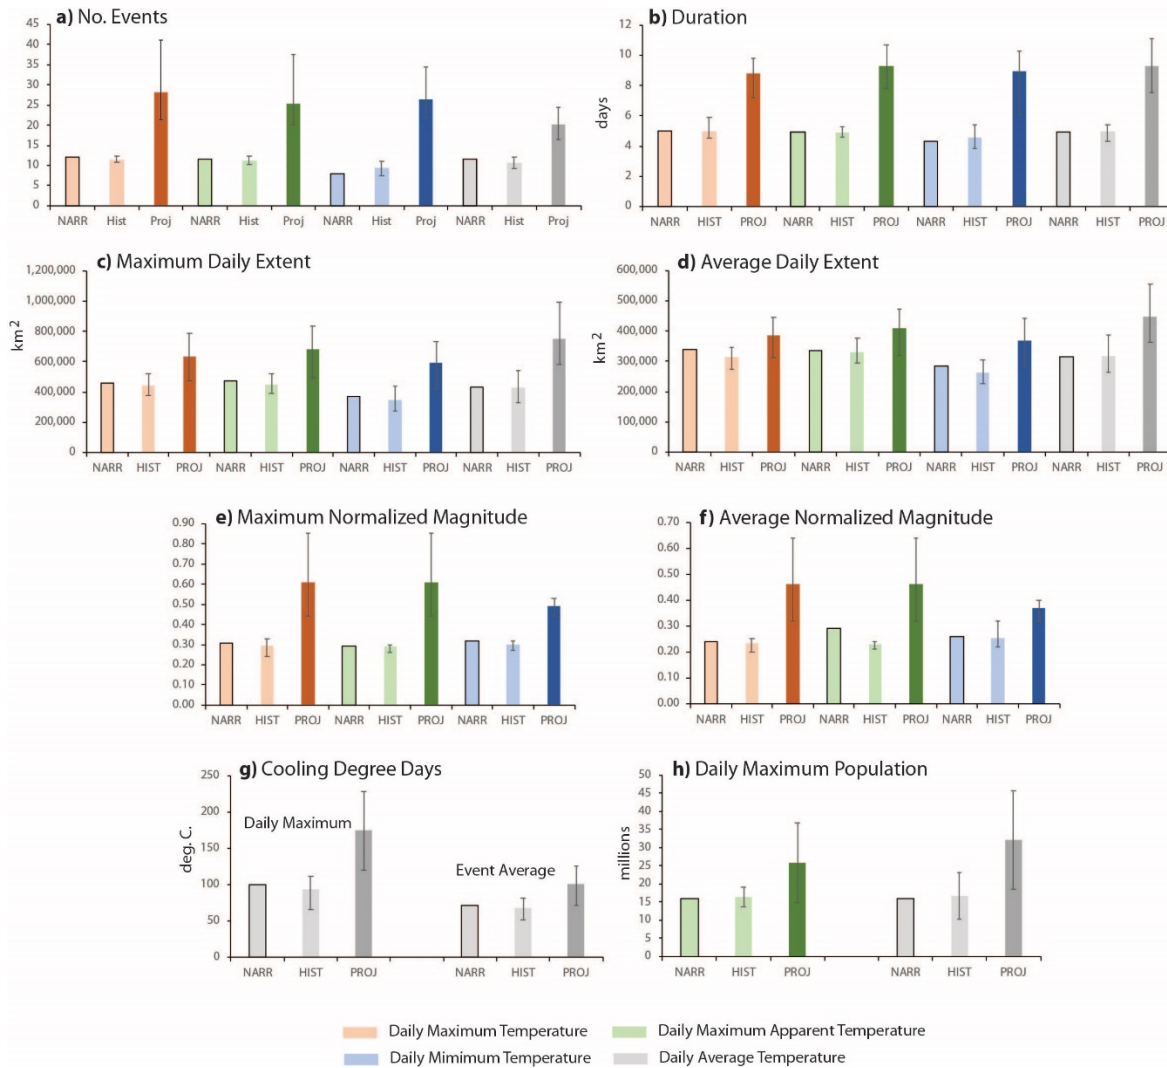 a) No. Events
45
40
35
30
25
20
15
10
5
0
NARR Hist Proj NARR Hist Proj NARR Hist Proj NARR Hist Proj
b) Duration
days
12
10
8
6
4
2
0
NARR HIST PROJ NARR HIST PROJ NARR HIST PROJ NARR HIST PROJ
c) Maximum Daily Extent
km2
1,200,000
1,000,000
800,000
600,000
400,000
200,000
0
NARR HIST PROJ NARR HIST PROJ NARR HIST PROJ NARR HIST PROJ
d) Average Daily Extent
km2
600,000
500,000
400,000
300,000
200,000
100,000
0
NARR HIST PROJ NARR HIST PROJ NARR HIST PROJ NARR HIST PROJ
e) Maximum Normalized Magnitude
0.90
0.80
0.70
0.60
0.50
0.40
0.30
0.20
0.10
0.00
NARR HIST PROJ NARR HIST PROJ NARR HIST PROJ
f) Average Normalized Magnitude
0.70
0.60
0.50
0.40
0.30
0.20
0.10
0.00
NARR HIST PROJ NARR HIST PROJ NARR HIST PROJ
g) Cooling Degree Days
deg. C.
250
200
150
100
50
0
Daily Maximum
Event Average
NARR HIST PROJ NARR HIST PROJ
h) Daily Maximum Population
millions
50
45
40
35
30
25
20
15
10
5
0
NARR HIST PROJ NARR HIST PROJ
Daily Maximum Temperature
Daily Maximum Apparent Temperature
Daily Mimimum Temperature
Daily Average Temperature